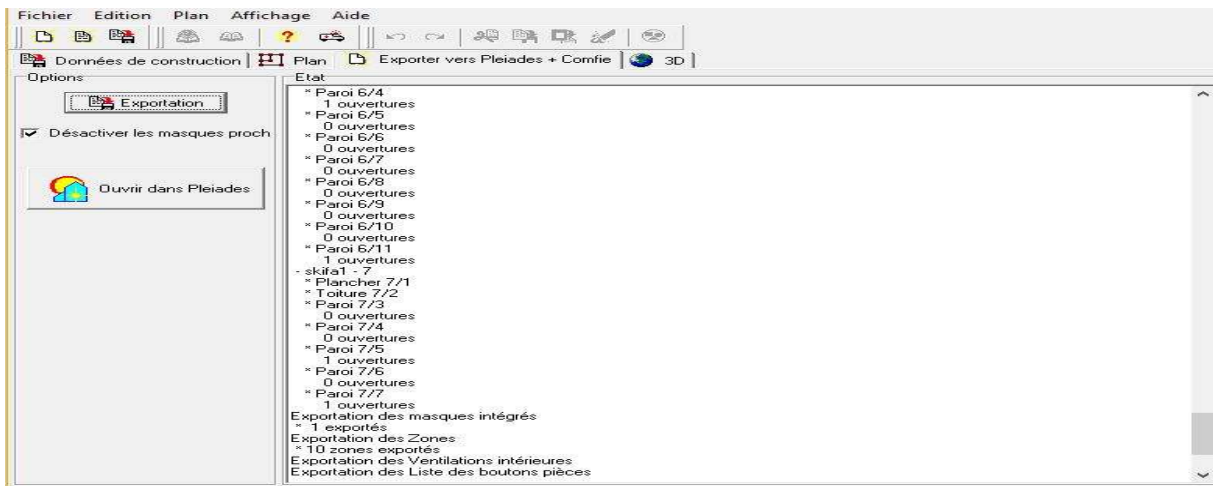 Fichier Edition Plan Affichage Aide
Données de construction Plan Exporter vers Pleiades + Comfie 3D
Options
Exportation
Désactiver les masques proch
Ouvrir dans Pleiades
Etat
* Paroi 6/4
1 ouvertures
* Paroi 6/5
0 ouvertures
* Paroi 6/6
0 ouvertures
* Paroi 6/7
0 ouvertures
* Paroi 6/8
0 ouvertures
* Paroi 6/9
0 ouvertures
* Paroi 6/10
0 ouvertures
* Paroi 6/11
1 ouvertures
- skifa1 - 7
* Plancher 7/1
* Toiture 7/2
* Paroi 7/3
0 ouvertures
* Paroi 7/4
0 ouvertures
* Paroi 7/5
1 ouvertures
* Paroi 7/6
0 ouvertures
* Paroi 7/7
1 ouvertures
Exportation des masques intégrés
* 1 exportés
Exportation des Zones
* 10 zones exportés
Exportation des Ventilations intérieures
Exportation des Liste des boutons pièces